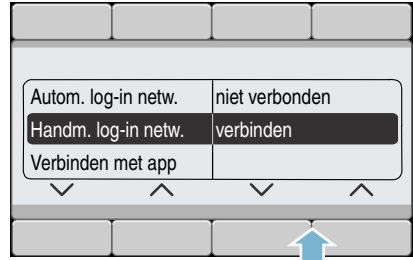 Autom. log-in netw. niet verbonden
Handm. log-in netw. verbinden
Verbinden met app